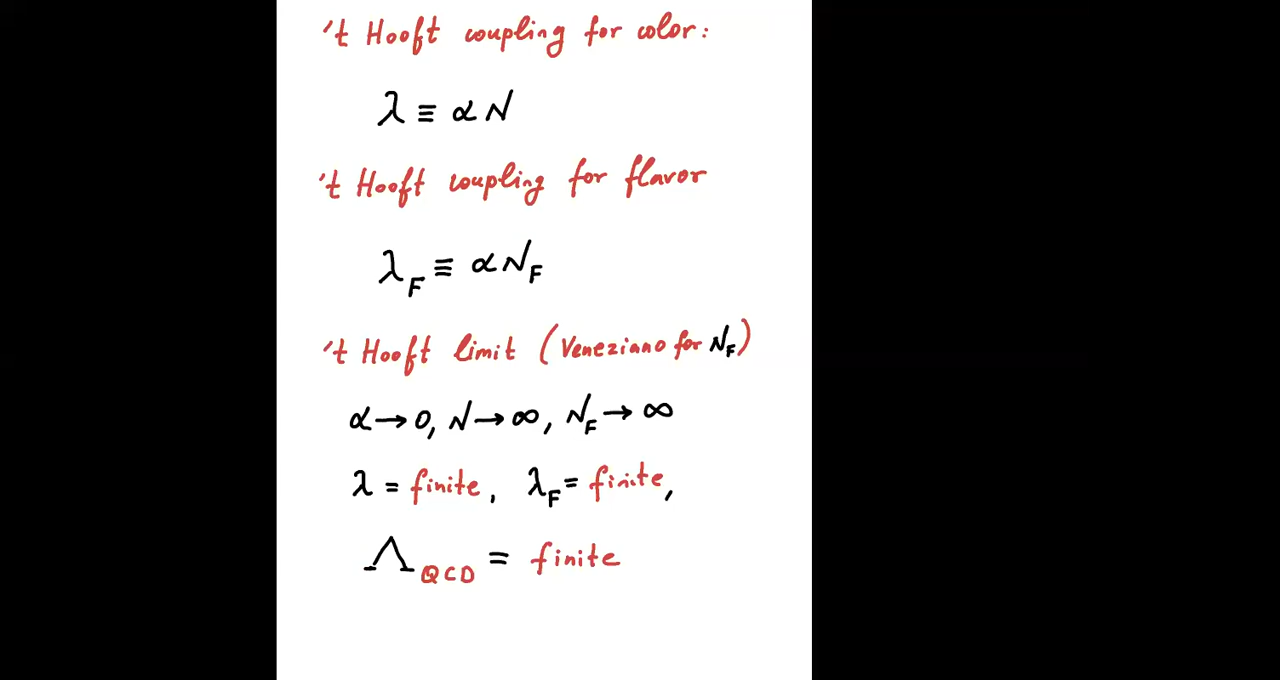 't Hooft coupling for color:
λ ≡ α N
't Hooft coupling for flavor
λ_F ≡ α N_F
't Hooft limit (Veneziano for N_F)
α → 0, N → ∞, N_F → ∞
λ = finite, λ_F = finite,
Λ_QCD = finite